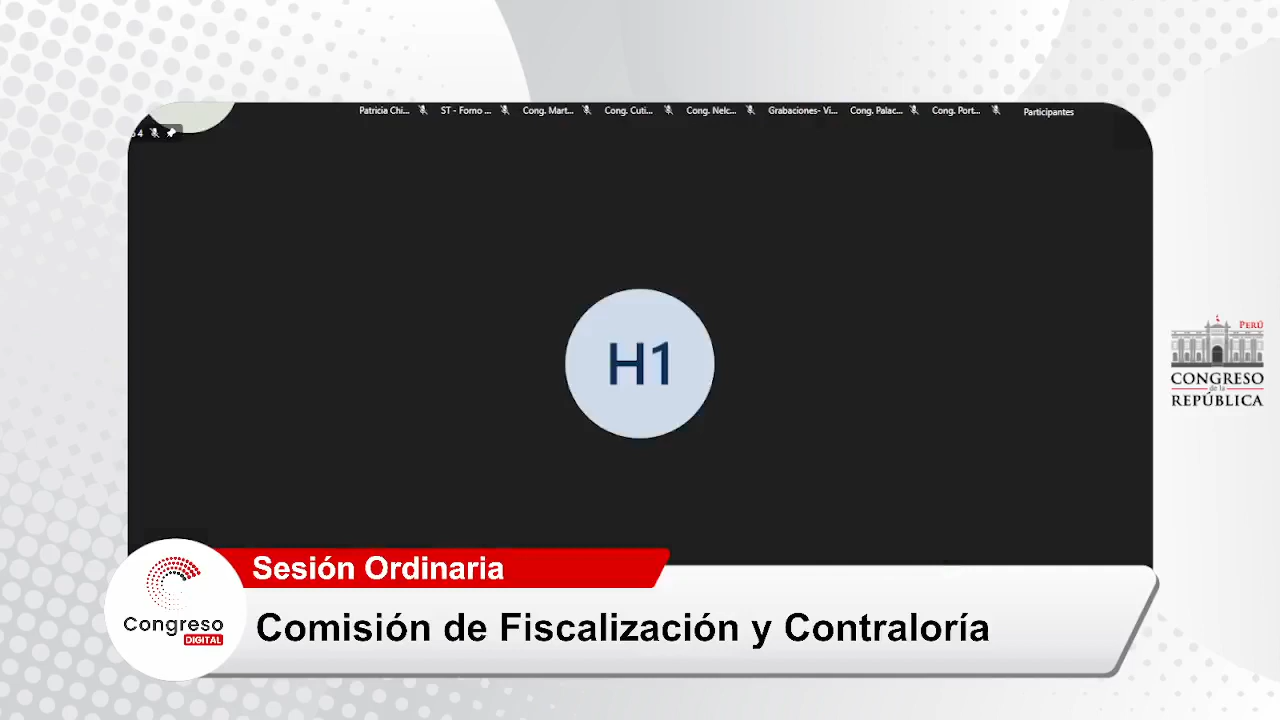 Patricia Chi... ST - Forno ... Cong. Mart... Cong. Cuti... Cong. Nelc... Grabaciones- Vi... Cong. Palac... Cong. Port... Participantes
4
H1
PERÚ
CONGRESO
de la
REPÚBLICA
Sesión Ordinaria
Congreso
DIGITAL
Comisión de Fiscalización y Contraloría